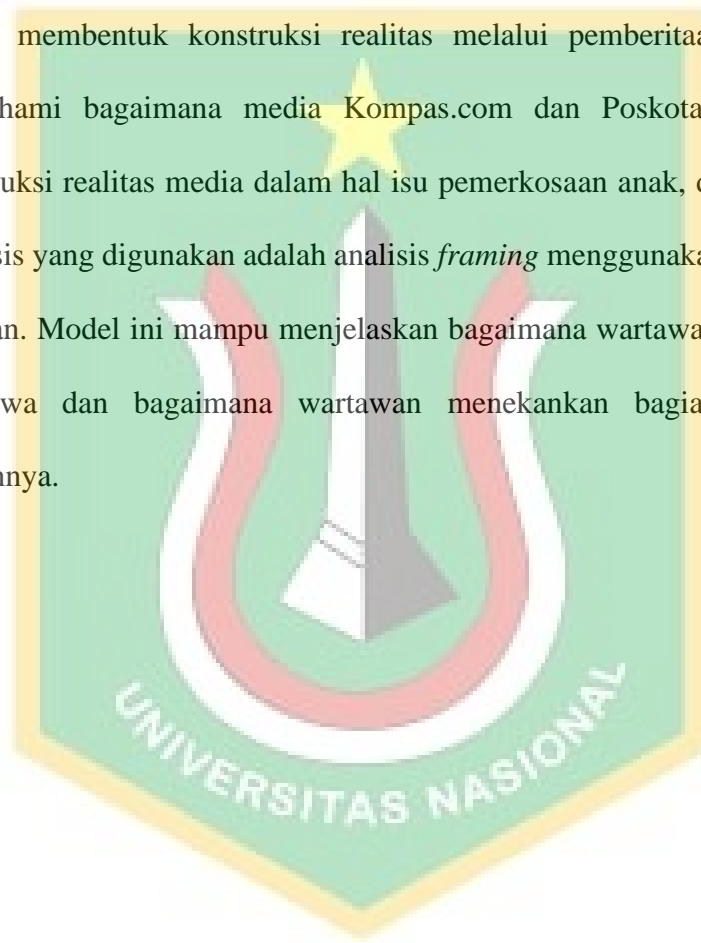 membentuk konstruksi realitas melalui pemberitaa
hami bagaimana media Kompas.com dan Poskota
uksi realitas media dalam hal isu pemerkosaan anak, d
sis yang digunakan adalah analisis framing menggunaka
an. Model ini mampu menjelaskan bagaimana wartawa
wa dan bagaimana wartawan menekankan bagia
nnya.
UNIVERSITAS NASIONAL